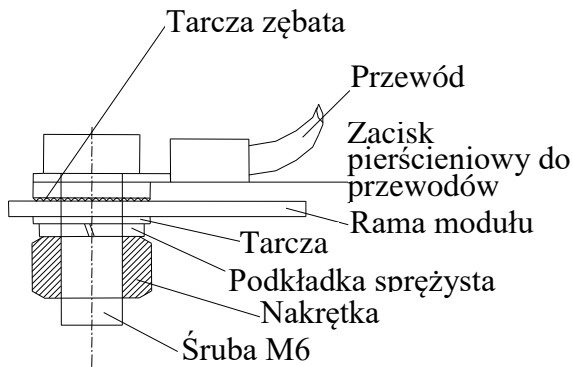 Tarcza zębata
Przewód
Zacisk
pierścieniowy do
przewodów
Rama modułu
Tarcza
Podkładka sprężysta
Nakrętka
Śruba M6